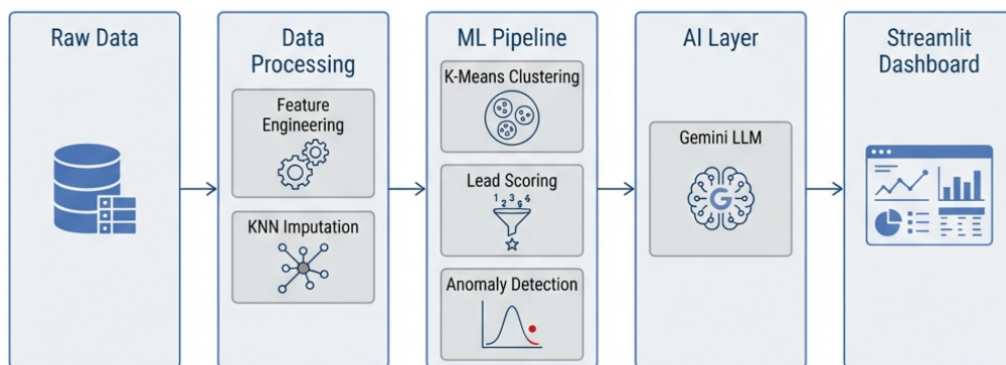 Raw Data
Data
Processing
Feature
Engineering
KNN Imputation
ML Pipeline
K-Means Clustering
Lead Scoring
Anomaly Detection
AI Layer
Gemini LLM
G
Streamlit
Dashboard